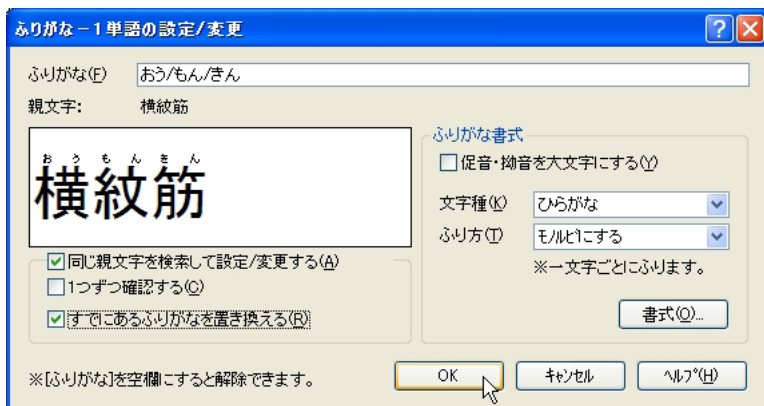 ふりがな－１単語の設定/変更
ふりがな(F)
おう/もん/きん
親文字:
横紋筋
おうもんきん
横紋筋
同じ親文字を検索して設定/変更する(A)
1つずつ確認する(C)
すでにあるふりがなを置き換える(R)
ふりがな書式
促音・拗音を大文字にする(Y)
文字種(K)
ひらがな
ふり方(T)
モノルビにする
※一文字ごとにふります。
書式(O)...
※[ふりがな]を空欄にすると解除できます。
OK
キャンセル
ヘルプ(H)